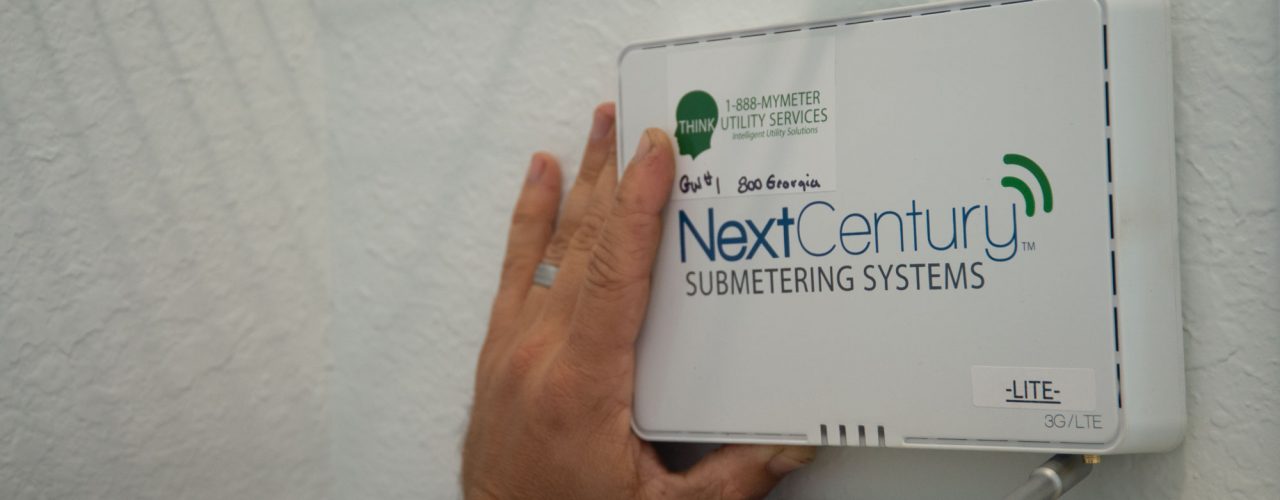 THINK
1-888-MYMETER
UTILITY SERVICES
Intelligent Utility Solutions
GW#1 800 Georgia
NextCentury™
SUBMETERING SYSTEMS
-LITE-
3G/LTE